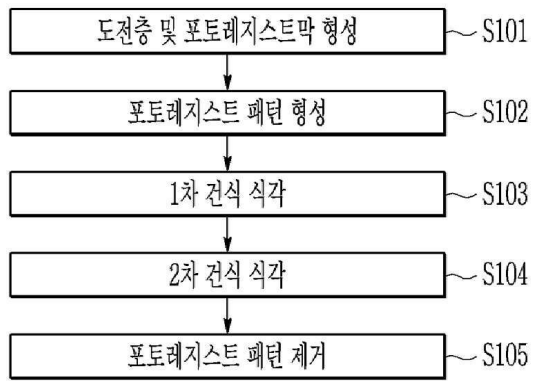 도전층 및 포토레지스트막 형성 S101
포토레지스트 패턴 형성 S102
1차 건식 식각 S103
2차 건식 식각 S104
포토레지스트 패턴 제거 S105